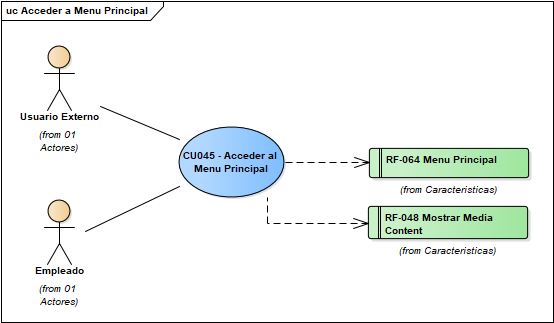 uc Acceder a Menu Principal
Usuario Externo
(from 01
Actores)
CU045 - Acceder al
Menu Principal
RF-064 Menu Principal
(from Caracteristicas)
RF-048 Mostrar Media
Content
(from Caracteristicas)
Empleado
(from 01
Actores)